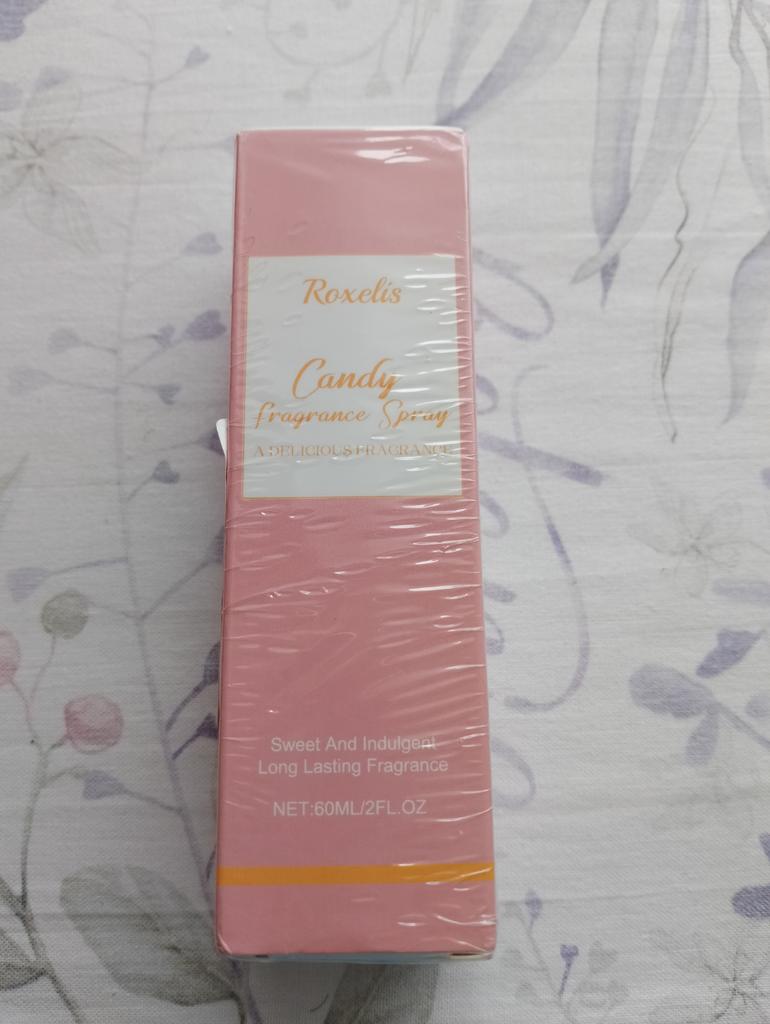 Roxelis
Candy
fragrance Spray
A DELICIOUS FRAGRANCE
Sweet And Indulgent
Long Lasting Fragrance
NET:60ML/2FL.OZ